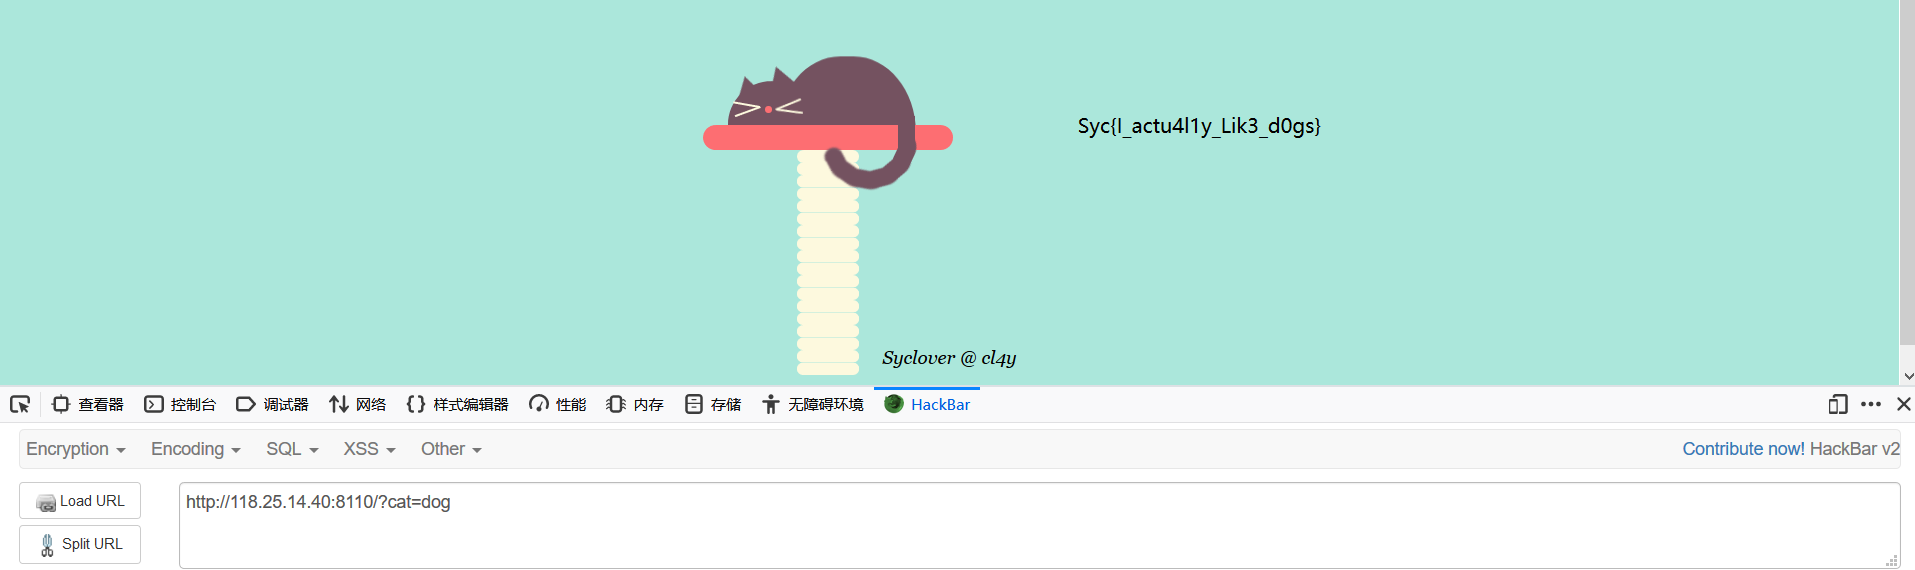 Syc{I_actu4l1y_Lik3_d0gs}
Syclover @ cl4y
查看器 控制台 调试器 网络 {} 样式编辑器 性能 内存 存储 无障碍环境 HackBar
Encryption Encoding SQL XSS Other Contribute now! HackBar v2
Load URL http://118.25.14.40:8110/?cat=dog
Split URL